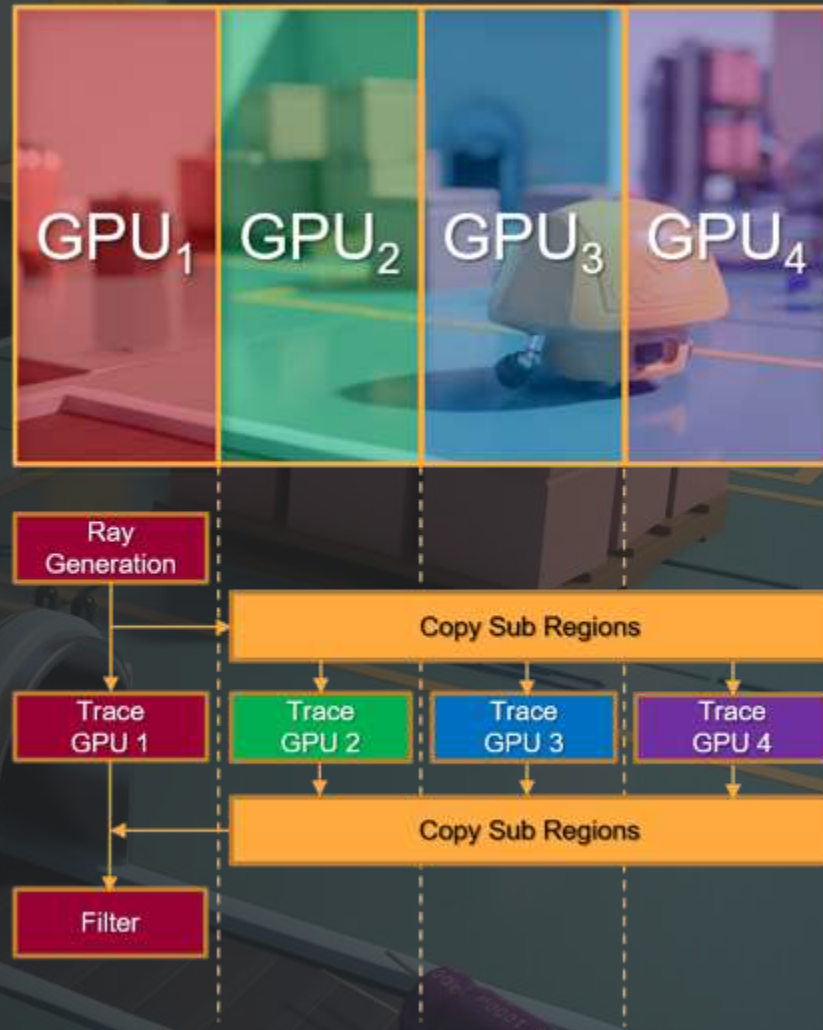 GPU₁ GPU₂ GPU₃ GPU₄
Ray
Generation
Copy Sub Regions
Trace
GPU 1
Trace
GPU 2
Trace
GPU 3
Trace
GPU 4
Copy Sub Regions
Filter